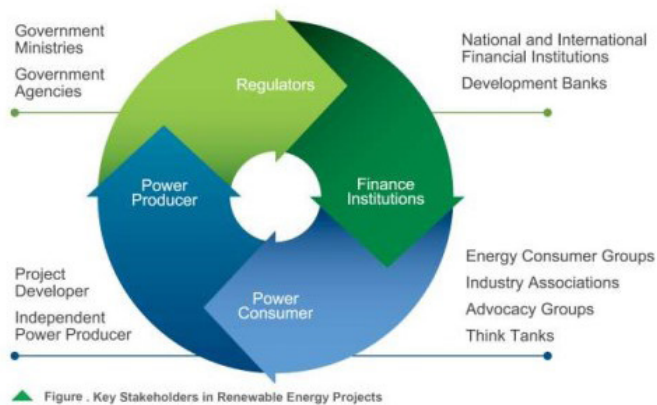 Government
Ministries
Government
Agencies
National and International
Financial Institutions
Development Banks
Regulators
Power
Producer
Finance
Institutions
Project
Developer
Independent
Power Producer
Power
Consumer
Energy Consumer Groups
Industry Associations
Advocacy Groups
Think Tanks
Figure . Key Stakeholders in Renewable Energy Projects